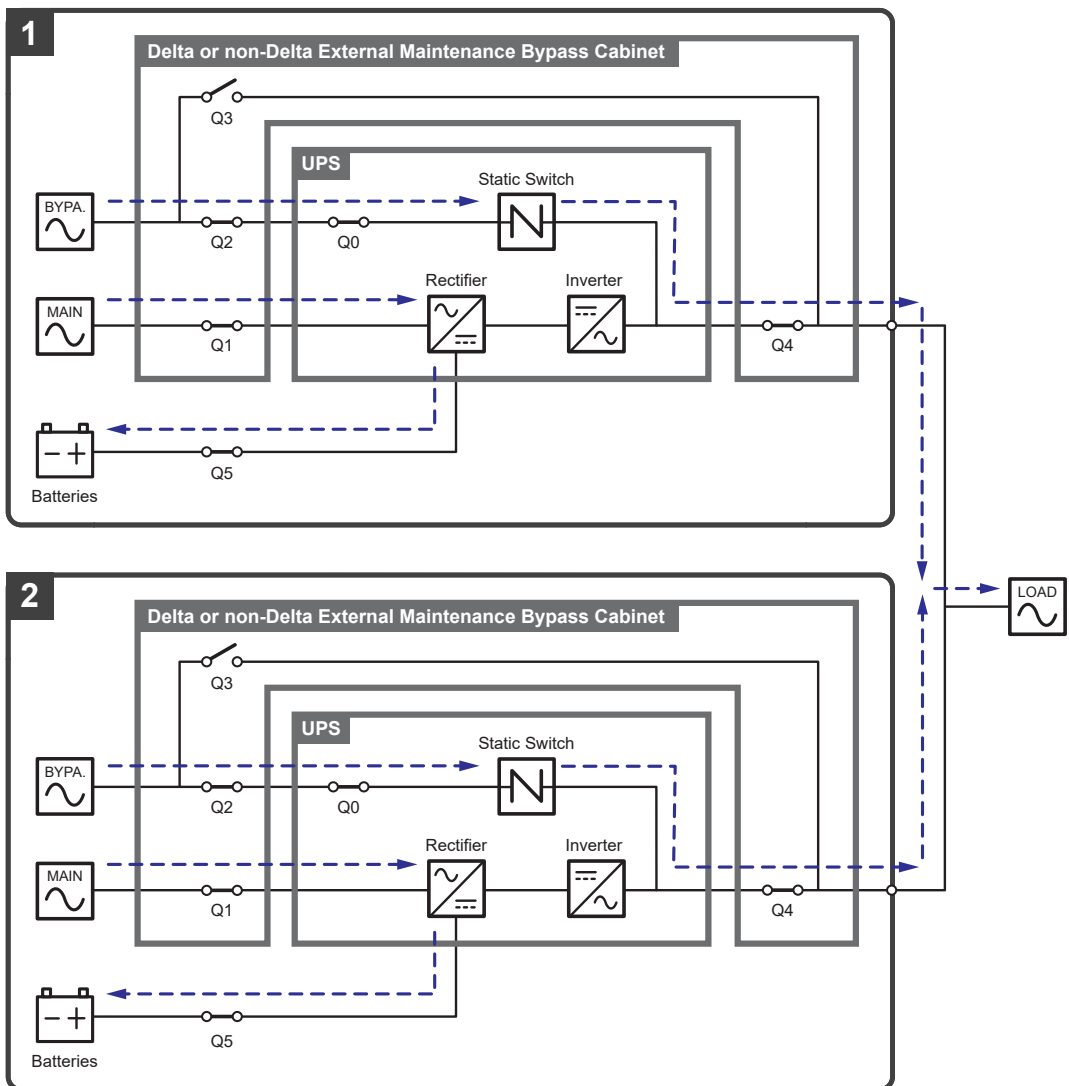 1
Delta or non-Delta External Maintenance Bypass Cabinet
Q3
UPS
Static Switch
BYPA.
Q2
Q0
Rectifier
Inverter
MAIN
Q1
Q4
Q5
Batteries
2
Delta or non-Delta External Maintenance Bypass Cabinet
LOAD
Q3
UPS
Static Switch
BYPA.
Q2
Q0
Rectifier
Inverter
MAIN
Q1
Q4
Q5
Batteries